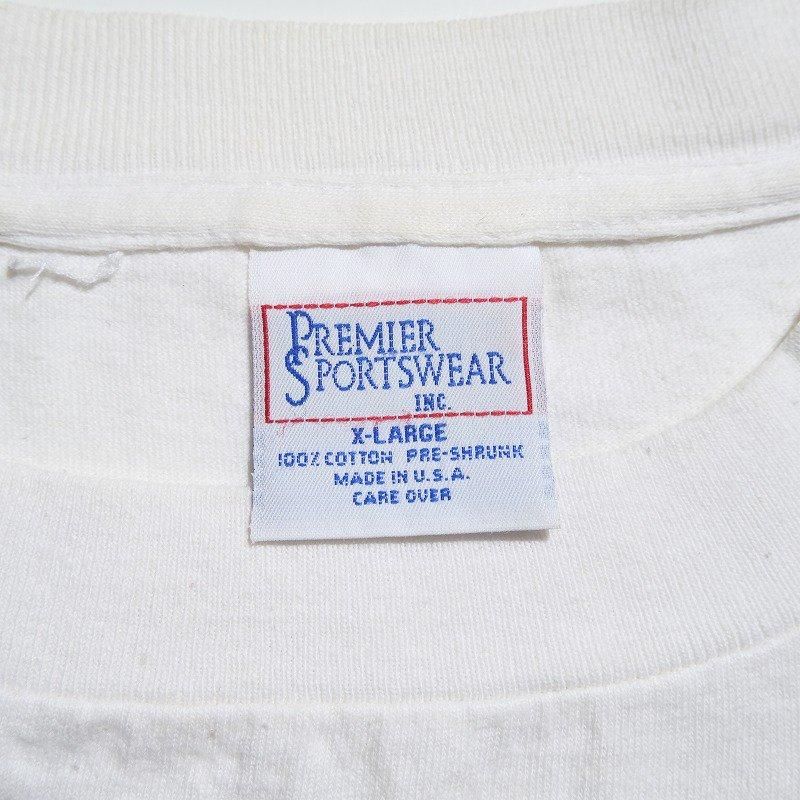 PREMIER
SPORTSWEAR
INC.
X-LARGE
100% COTTON PRE-SHRUNK
MADE IN U.S.A.
CARE OVER